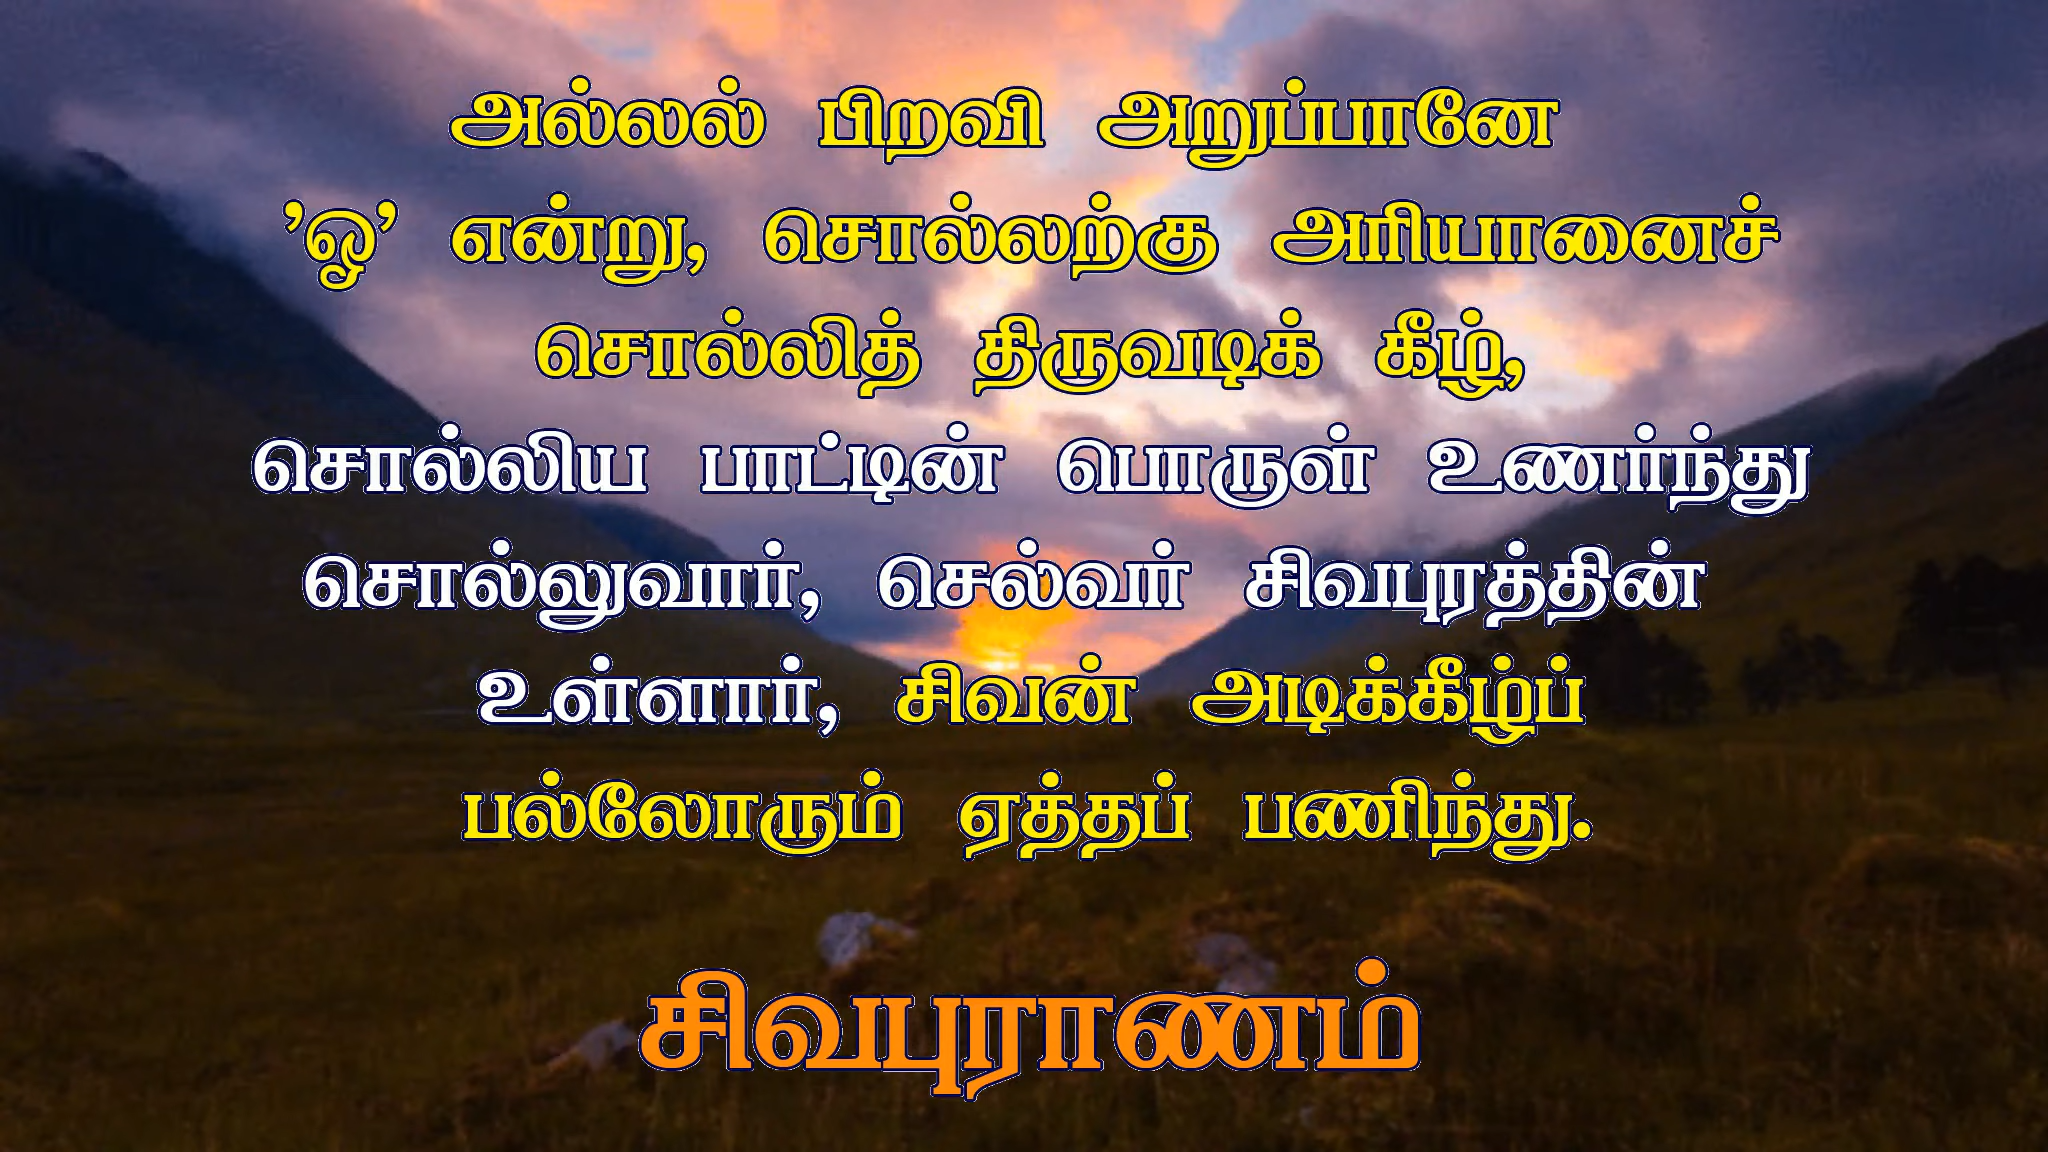 அல்லல் பிறவி அறுப்பானே
’ஓ’ என்று, சொல்லற்கு அரியானைச்
சொல்லித் திருவடிக் கீழ்,
சொல்லிய பாட்டின் பொருள் உணர்ந்து
சொல்லுவார், செல்வர் சிவபுரத்தின்
உள்ளார், சிவன் அடிக்கீழ்ப்
பல்லோரும் ஏத்தப் பணிந்து.
சிவபுராணம்